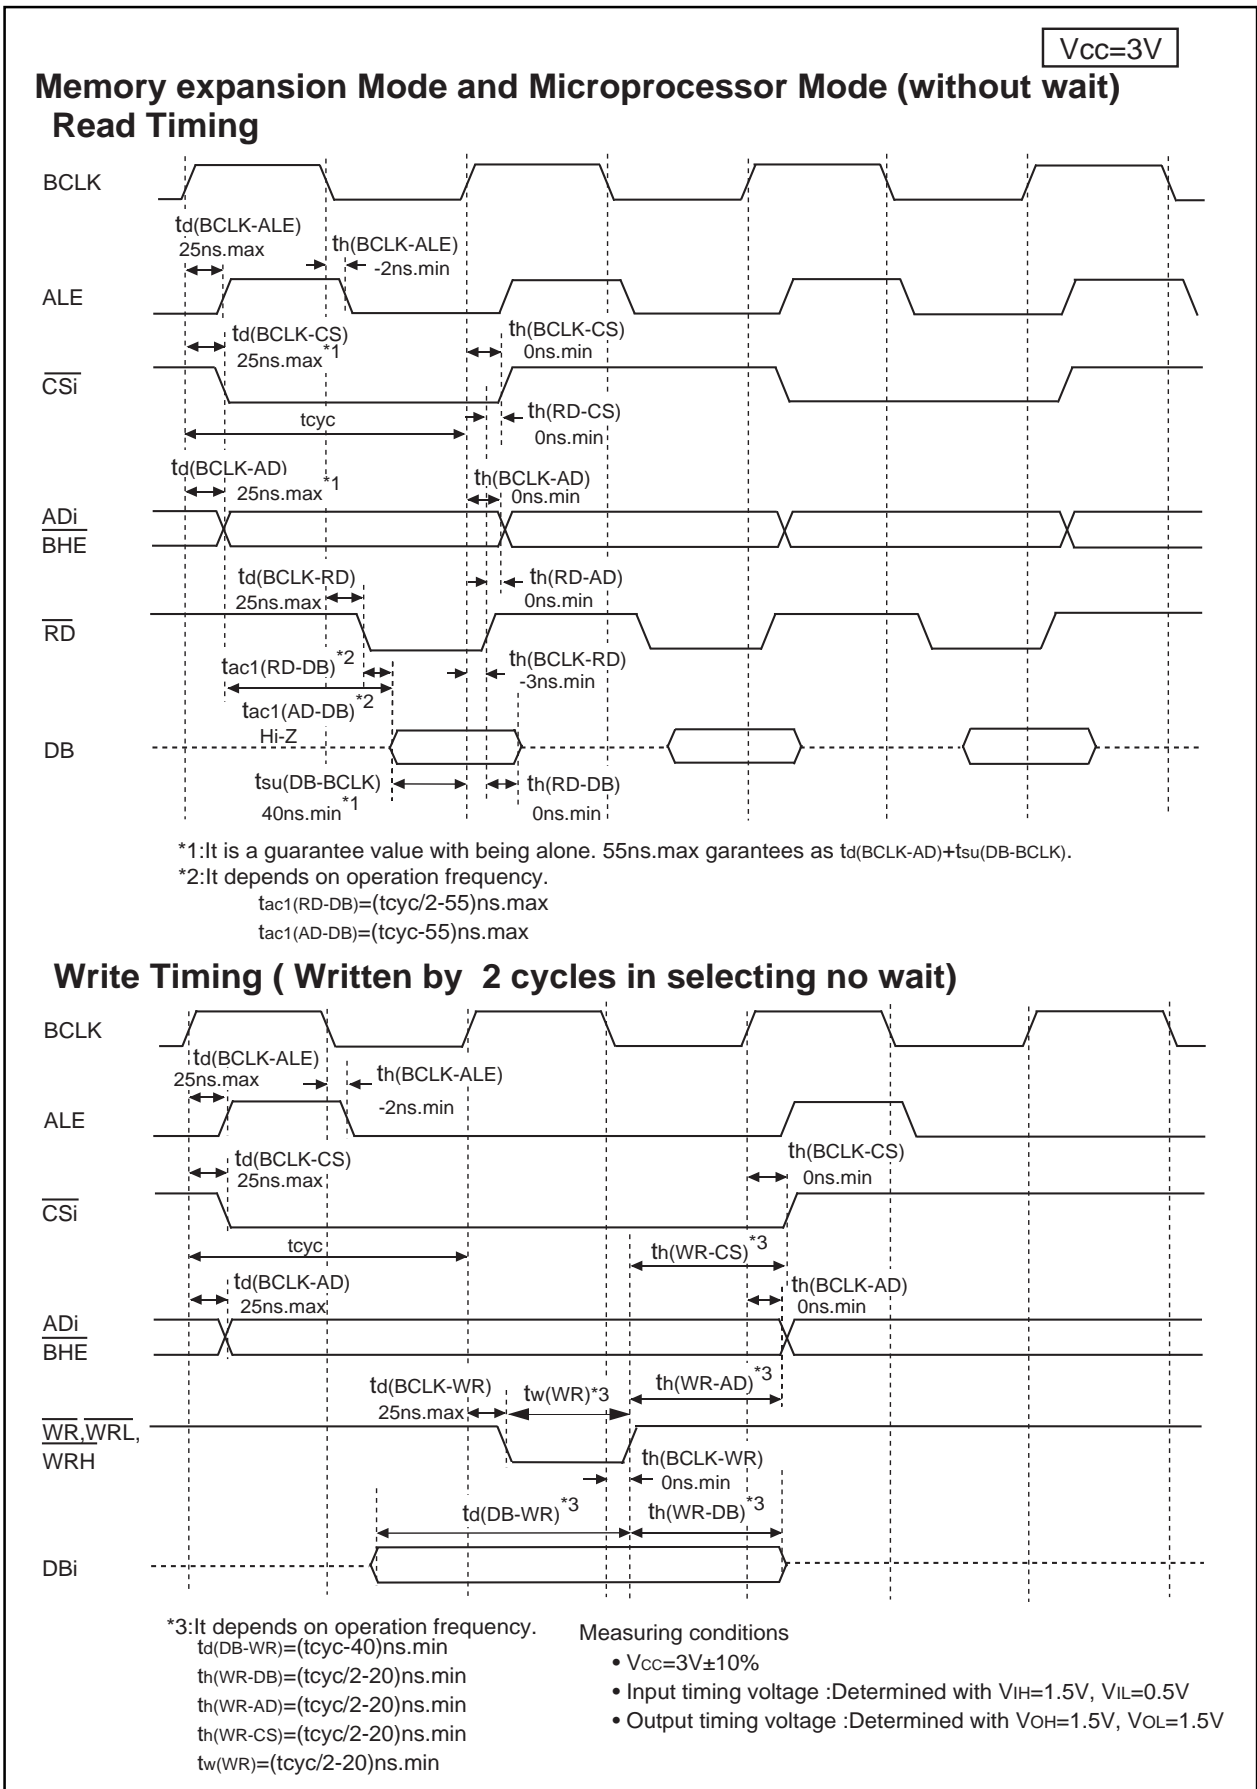 Vcc=3V
Memory expansion Mode and Microprocessor Mode (without wait)
Read Timing
BCLK
td(BCLK-ALE)
25ns.max
th(BCLK-ALE)
-2ns.min
ALE
td(BCLK-CS)
25ns.max*1
th(BCLK-CS)
0ns.min
CSi
tcyc
th(RD-CS)
0ns.min
td(BCLK-AD)
25ns.max*1
th(BCLK-AD)
0ns.min
ADi
BHE
td(BCLK-RD)
25ns.max
th(RD-AD)
0ns.min
RD
tac1(RD-DB)*2
th(BCLK-RD)
-3ns.min
tac1(AD-DB)*2
Hi-Z
DB
tsu(DB-BCLK)
40ns.min*1
th(RD-DB)
0ns.min
*1:It is a guarantee value with being alone. 55ns.max garantees as td(BCLK-AD)+tsu(DB-BCLK).
*2:It depends on operation frequency.
tac1(RD-DB)=(tcyc/2-55)ns.max
tac1(AD-DB)=(tcyc-55)ns.max
Write Timing ( Written by 2 cycles in selecting no wait)
BCLK
td(BCLK-ALE)
25ns.max
th(BCLK-ALE)
-2ns.min
ALE
td(BCLK-CS)
25ns.max
th(BCLK-CS)
0ns.min
CSi
tcyc
th(WR-CS)*3
td(BCLK-AD)
25ns.max
th(BCLK-AD)
0ns.min
ADi
BHE
td(BCLK-WR)
25ns.max
tw(WR)*3
th(WR-AD)*3
WR,WRL,
WRH
th(BCLK-WR)
0ns.min
td(DB-WR)*3
th(WR-DB)*3
DBi
*3:It depends on operation frequency.
td(DB-WR)=(tcyc-40)ns.min
th(WR-DB)=(tcyc/2-20)ns.min
th(WR-AD)=(tcyc/2-20)ns.min
th(WR-CS)=(tcyc/2-20)ns.min
tw(WR)=(tcyc/2-20)ns.min
Measuring conditions
• VCC=3V±10%
• Input timing voltage :Determined with VIH=1.5V, VIL=0.5V
• Output timing voltage :Determined with VOH=1.5V, VOL=1.5V